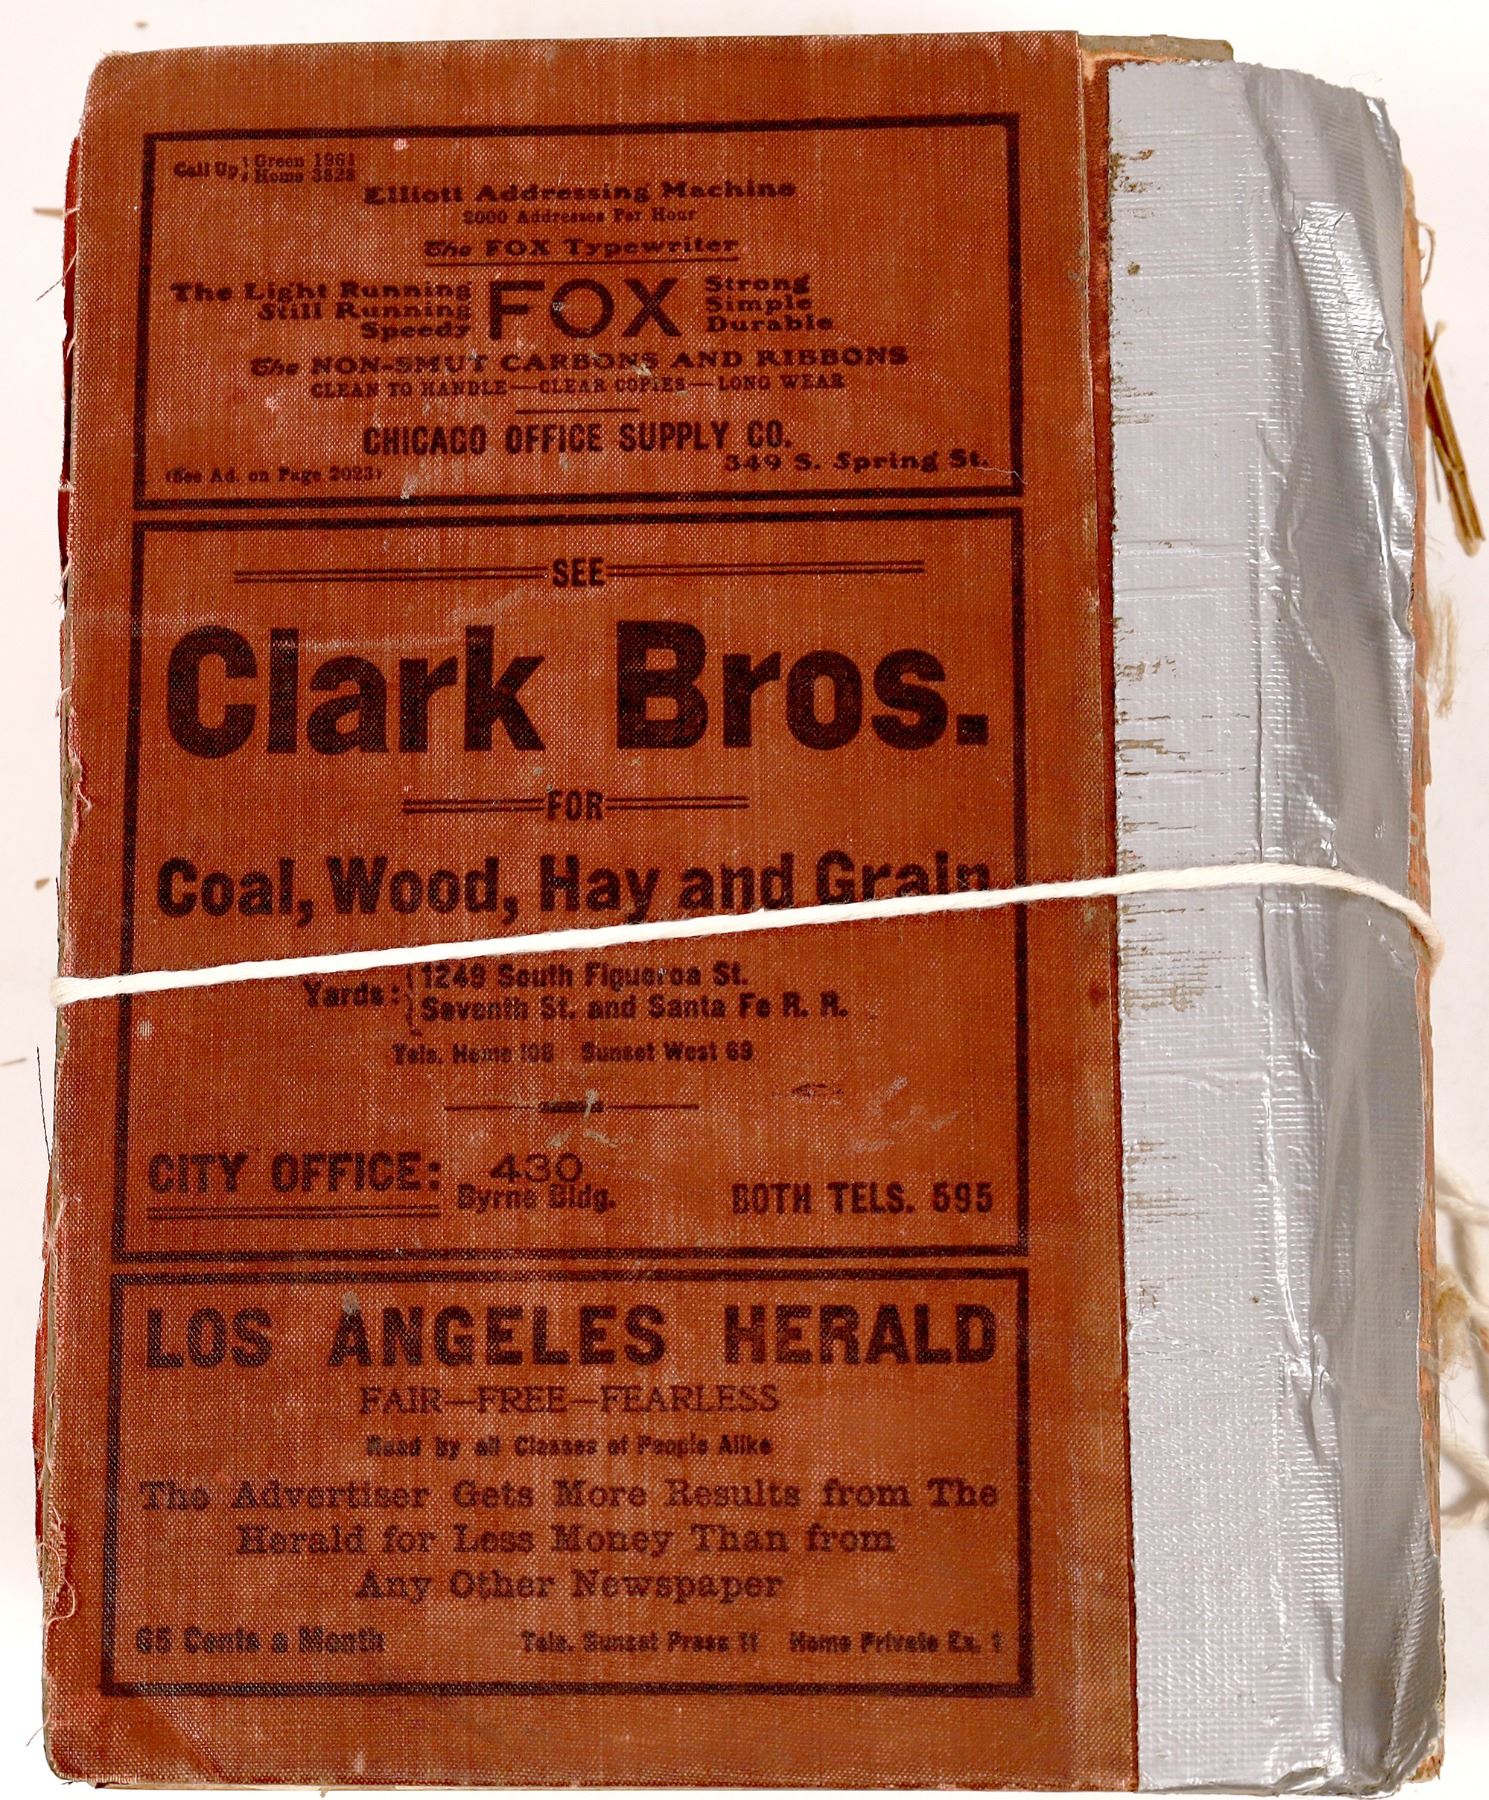 Call Up: Green 1961
Home 3828
Elliott Addressing Machine
2000 Addresses Per Hour
The FOX Typewriter
The Light Running
Still Running
Speedy
FOX
Strong
Simple
Durable
The NON-SMUT CARBONS AND RIBBONS
CLEAN TO HANDLE—CLEAR COPIES—LONG WEAR
CHICAGO OFFICE SUPPLY CO.
349 S. Spring St.
(See Ad. on Page 2023)
SEE
Clark Bros.
FOR
Coal, Wood, Hay and Grain
Yards: 1249 South Figueroa St.
Seventh St. and Santa Fe R. R.
Tels. Home 108 Sunset West 69
CITY OFFICE: 430
Byrne Bldg.
BOTH TELS. 595
LOS ANGELES HERALD
FAIR—FREE—FEARLESS
Read by all Classes of People Alike
The Advertiser Gets More Results from The
Herald for Less Money Than from
Any Other Newspaper
65 Cents a Month
Tels. Sunset Press 11 Home Private Ex. 1